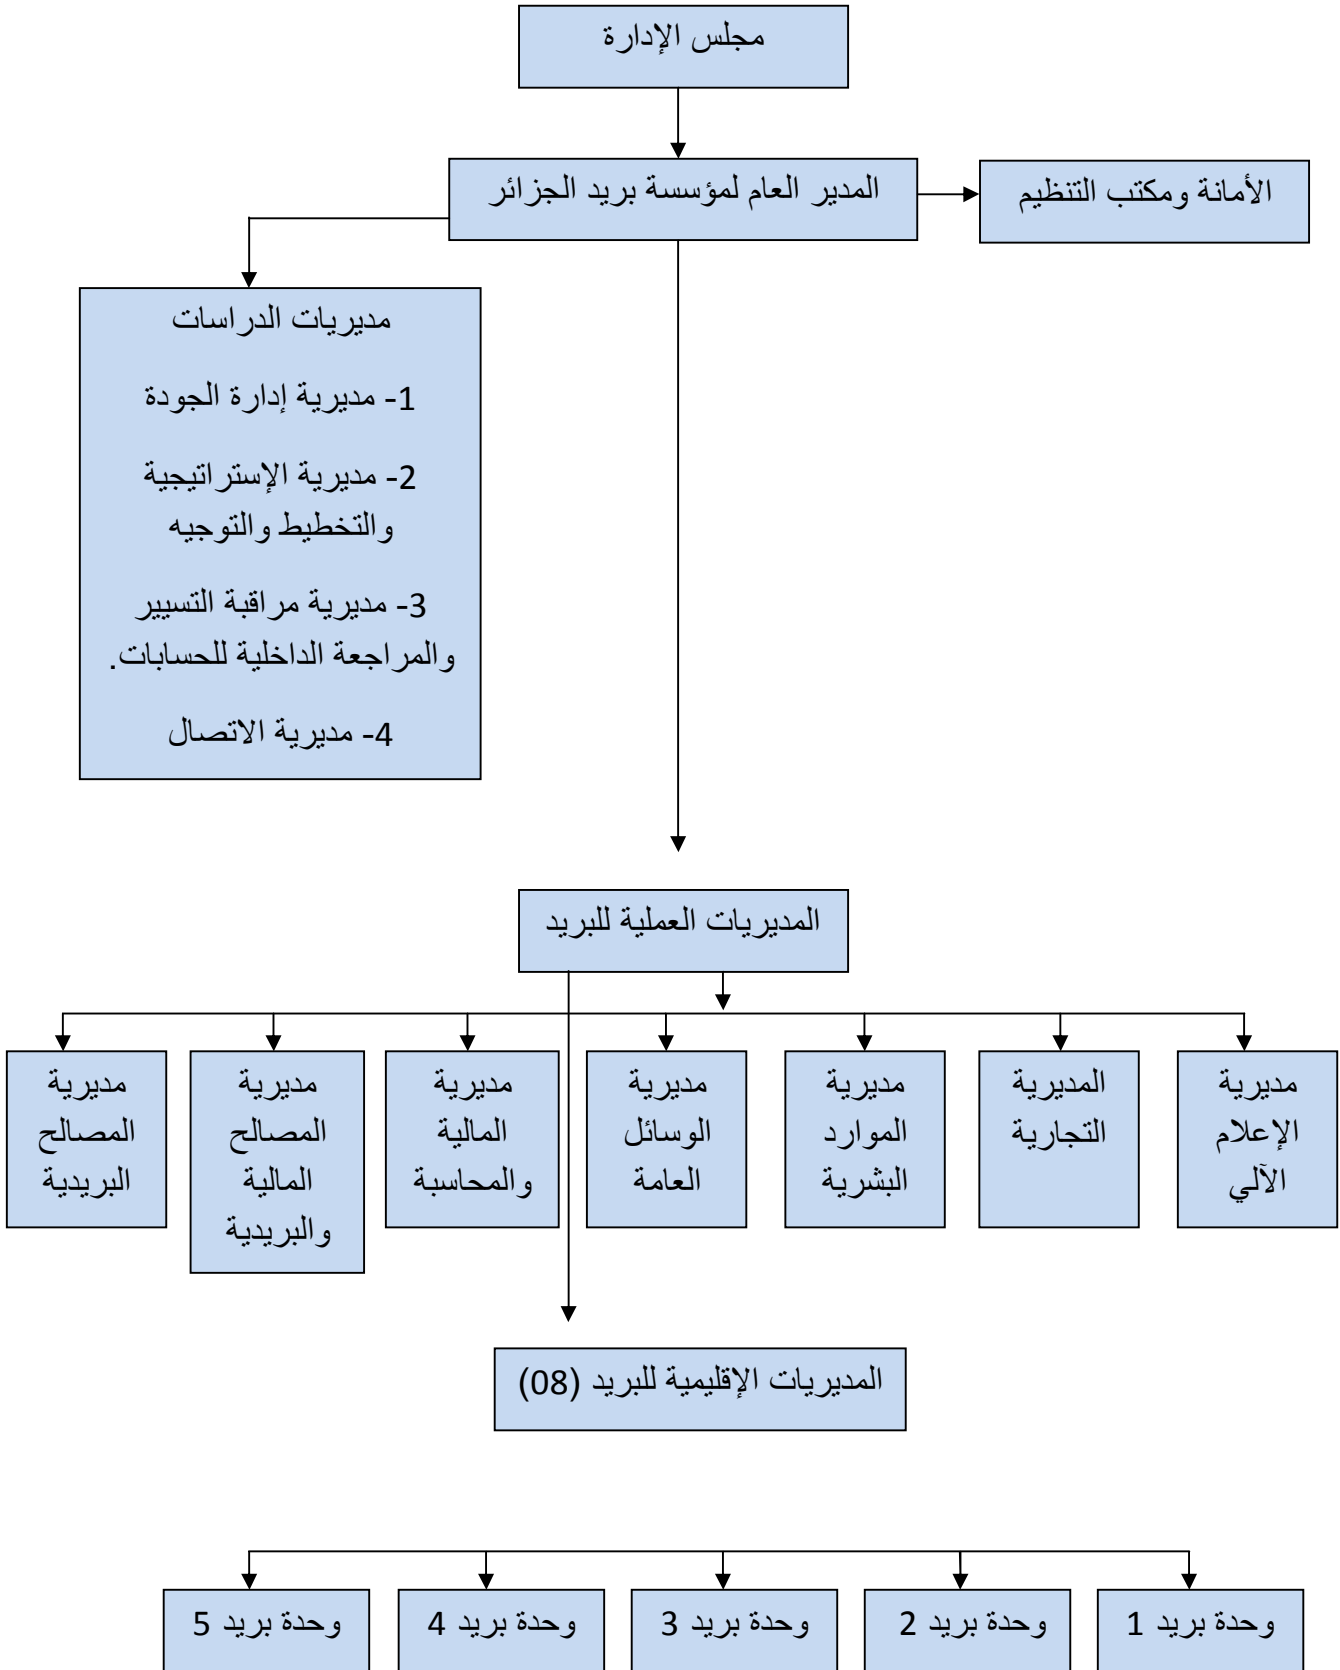 مجلس الإدارة
المدير العام لمؤسسة بريد الجزائر
الأمانة ومكتب التنظيم
مديريات الدراسات
1- مديرية إدارة الجودة
2- مديرية الإستراتيجية
والتخطيط والتوجيه
3- مديرية مراقبة التسيير
والمراجعة الداخلية للحسابات.
4- مديرية الاتصال
المديريات العملية للبريد
مديرية
الإعلام
الآلي
المديرية
التجارية
مديرية
الموارد
البشرية
مديرية
الوسائل
العامة
مديرية
المالية
والمحاسبة
مديرية
المصالح
المالية
والبريدية
مديرية
المصالح
البريدية
المديريات الإقليمية للبريد (08)
وحدة بريد 1
وحدة بريد 2
وحدة بريد 3
وحدة بريد 4
وحدة بريد 5